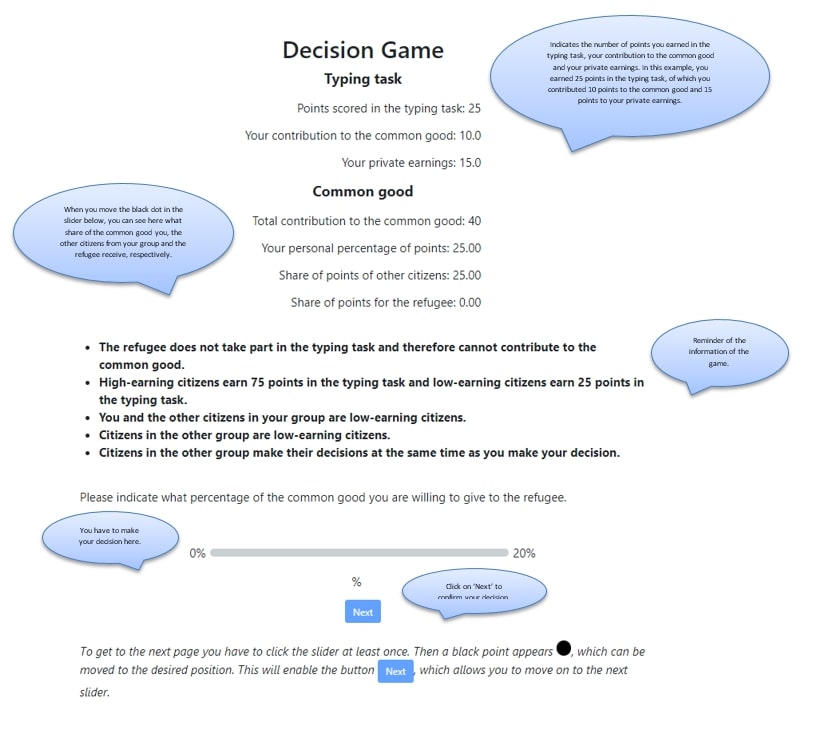 Decision Game
Indicates the number of points you earned in the
typing task, your contribution to the common good
and your private earnings. In this example, you
earned 25 points in the typing task, of which you
contributed 10 points to the common good and 15
points to your private earnings.
Typing task
Points scored in the typing task: 25
Your contribution to the common good: 10.0
Your private earnings: 15.0
Common good
When you move the black dot in the
slider below, you can see here what
share of the common good you, the
other citizens from your group and the
refugee receive, respectively.
Total contribution to the common good: 40
Your personal percentage of points: 25.00
Share of points of other citizens: 25.00
Share of points for the refugee: 0.00
Reminder of the
information of the
game.
• The refugee does not take part in the typing task and therefore cannot contribute to the
common good.
• High-earning citizens earn 75 points in the typing task and low-earning citizens earn 25 points in
the typing task.
• You and the other citizens in your group are low-earning citizens.
• Citizens in the other group are low-earning citizens.
• Citizens in the other group make their decisions at the same time as you make your decision.
Please indicate what percentage of the common good you are willing to give to the refugee.
You have to make
your decision here.
0% 20%
%
Click on 'Next' to
confirm your decision
Next
To get to the next page you have to click the slider at least once. Then a black point appears , which can be
moved to the desired position. This will enable the button Next , which allows you to move on to the next
slider.